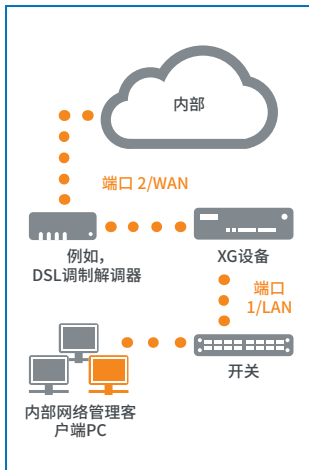 内部
端口 2/WAN
例如，
DSL调制解调器
XG设备
端口
1/LAN
开关
内部网络管理客
户端PC